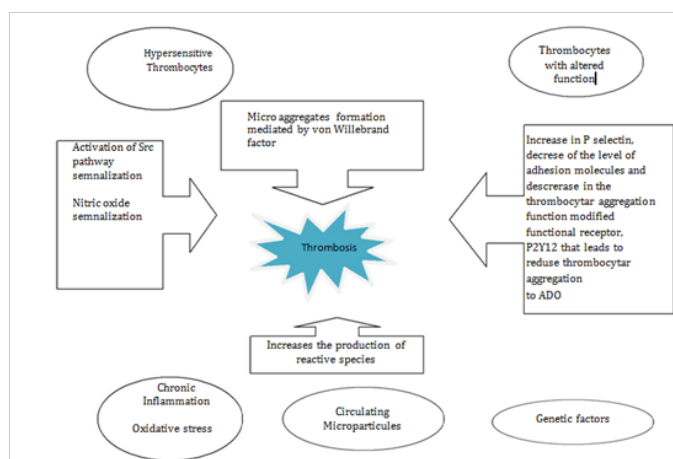 Hypersensitive
Thrombocytes
Thrombocytes
with altered
function
Micro aggregates formation
mediated by von Willebrand
factor
Activation of Src
pathway
semnalization
Nitric oxide
semnalization
Increase in P selectin,
decrese of the level of
adhesion molecules and
descrerase in the
thrombocytar aggregation
function modified
functional receptor,
P2Y12 that leads to
reduse thrombocytar
aggregation
to ADO
Thrombosis
Increases the production of
reactive species
Chronic
Inflammation
Oxidative stress
Circulating
Microparticules
Genetic factors